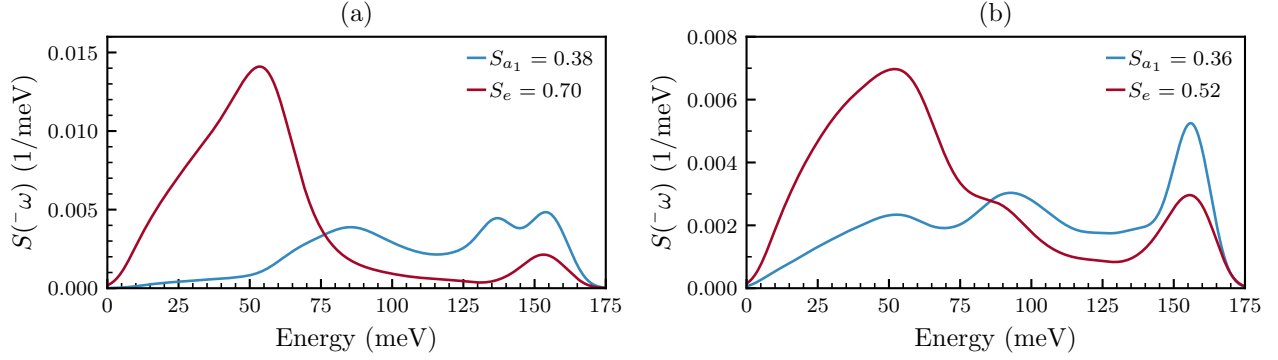 (a)
S(⁻ω) (1/meV)
0.015
0.010
0.005
0.000
S_{a_1} = 0.38
S_e = 0.70
0 25 50 75 100 125 150 175
Energy (meV)
(b)
S(⁻ω) (1/meV)
0.008
0.006
0.004
0.002
0.000
S_{a_1} = 0.36
S_e = 0.52
0 25 50 75 100 125 150 175
Energy (meV)